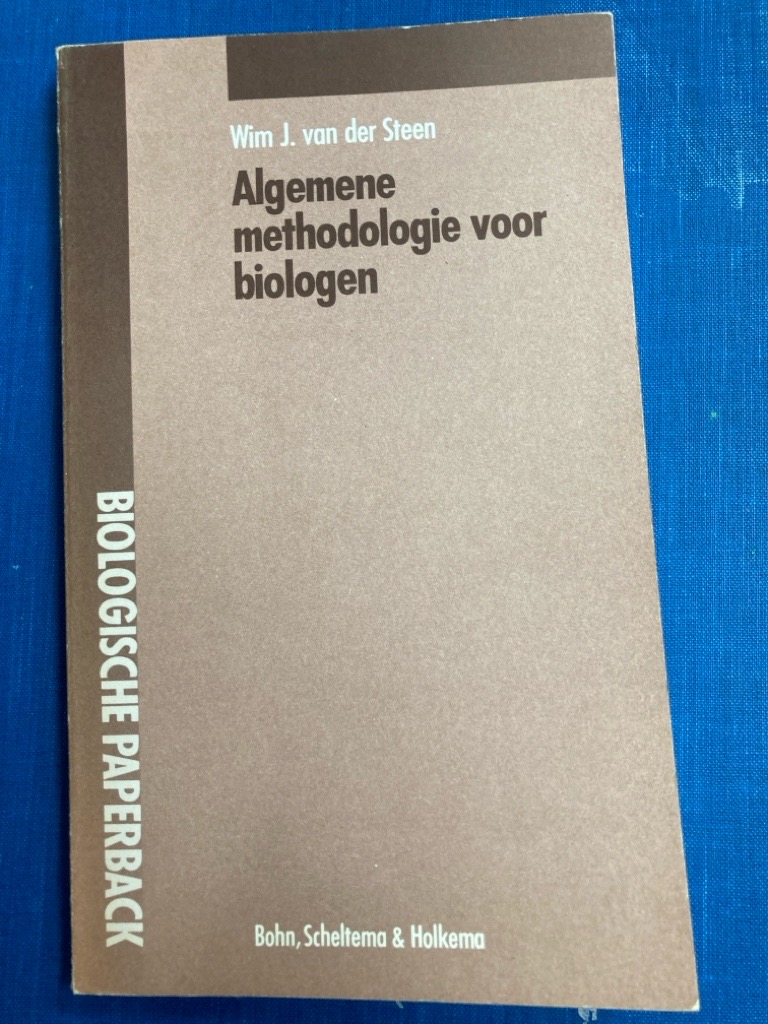 Wim J. van der Steen
Algemene
methodologie voor
biologen
BIOLOGISCHE PAPERBACK
Bohn, Scheltema & Holkema